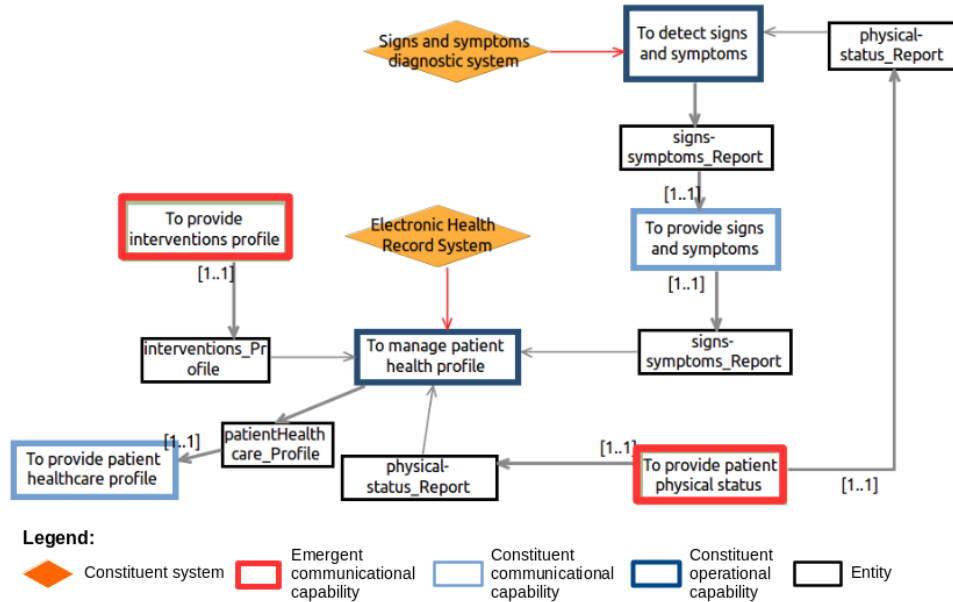 Signs and symptoms
diagnostic system
To detect signs
and symptoms
physical-
status_Report
signs-
symptoms_Report
[1..1]
To provide
interventions profile
[1..1]
Electronic Health
Record System
To provide signs
and symptoms
[1..1]
interventions_Pr
ofile
To manage patient
health profile
signs-
symptoms_Report
[1..1]
patientHealth
care_Profile
To provide patient
healthcare profile
physical-
status_Report
[1..1]
To provide patient
physical status
[1..1]
Legend:
Constituent system
Emergent
communicational
capability
Constituent
communicational
capability
Constituent
operational
capability
Entity